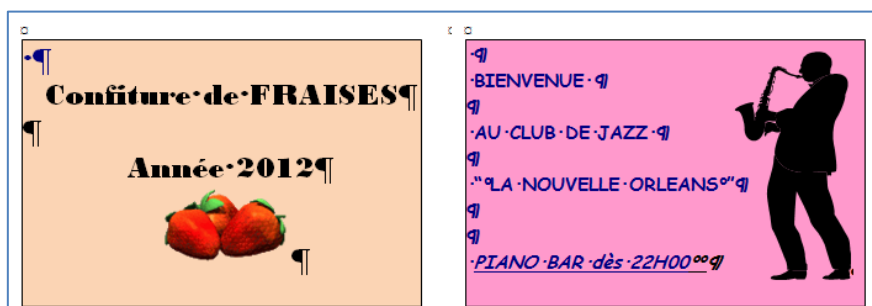 Confiture de FRAISES
Année 2012
BIENVENUE
AU CLUB DE JAZZ
“ LA NOUVELLE ORLEANS ”
PIANO BAR dès 22H00